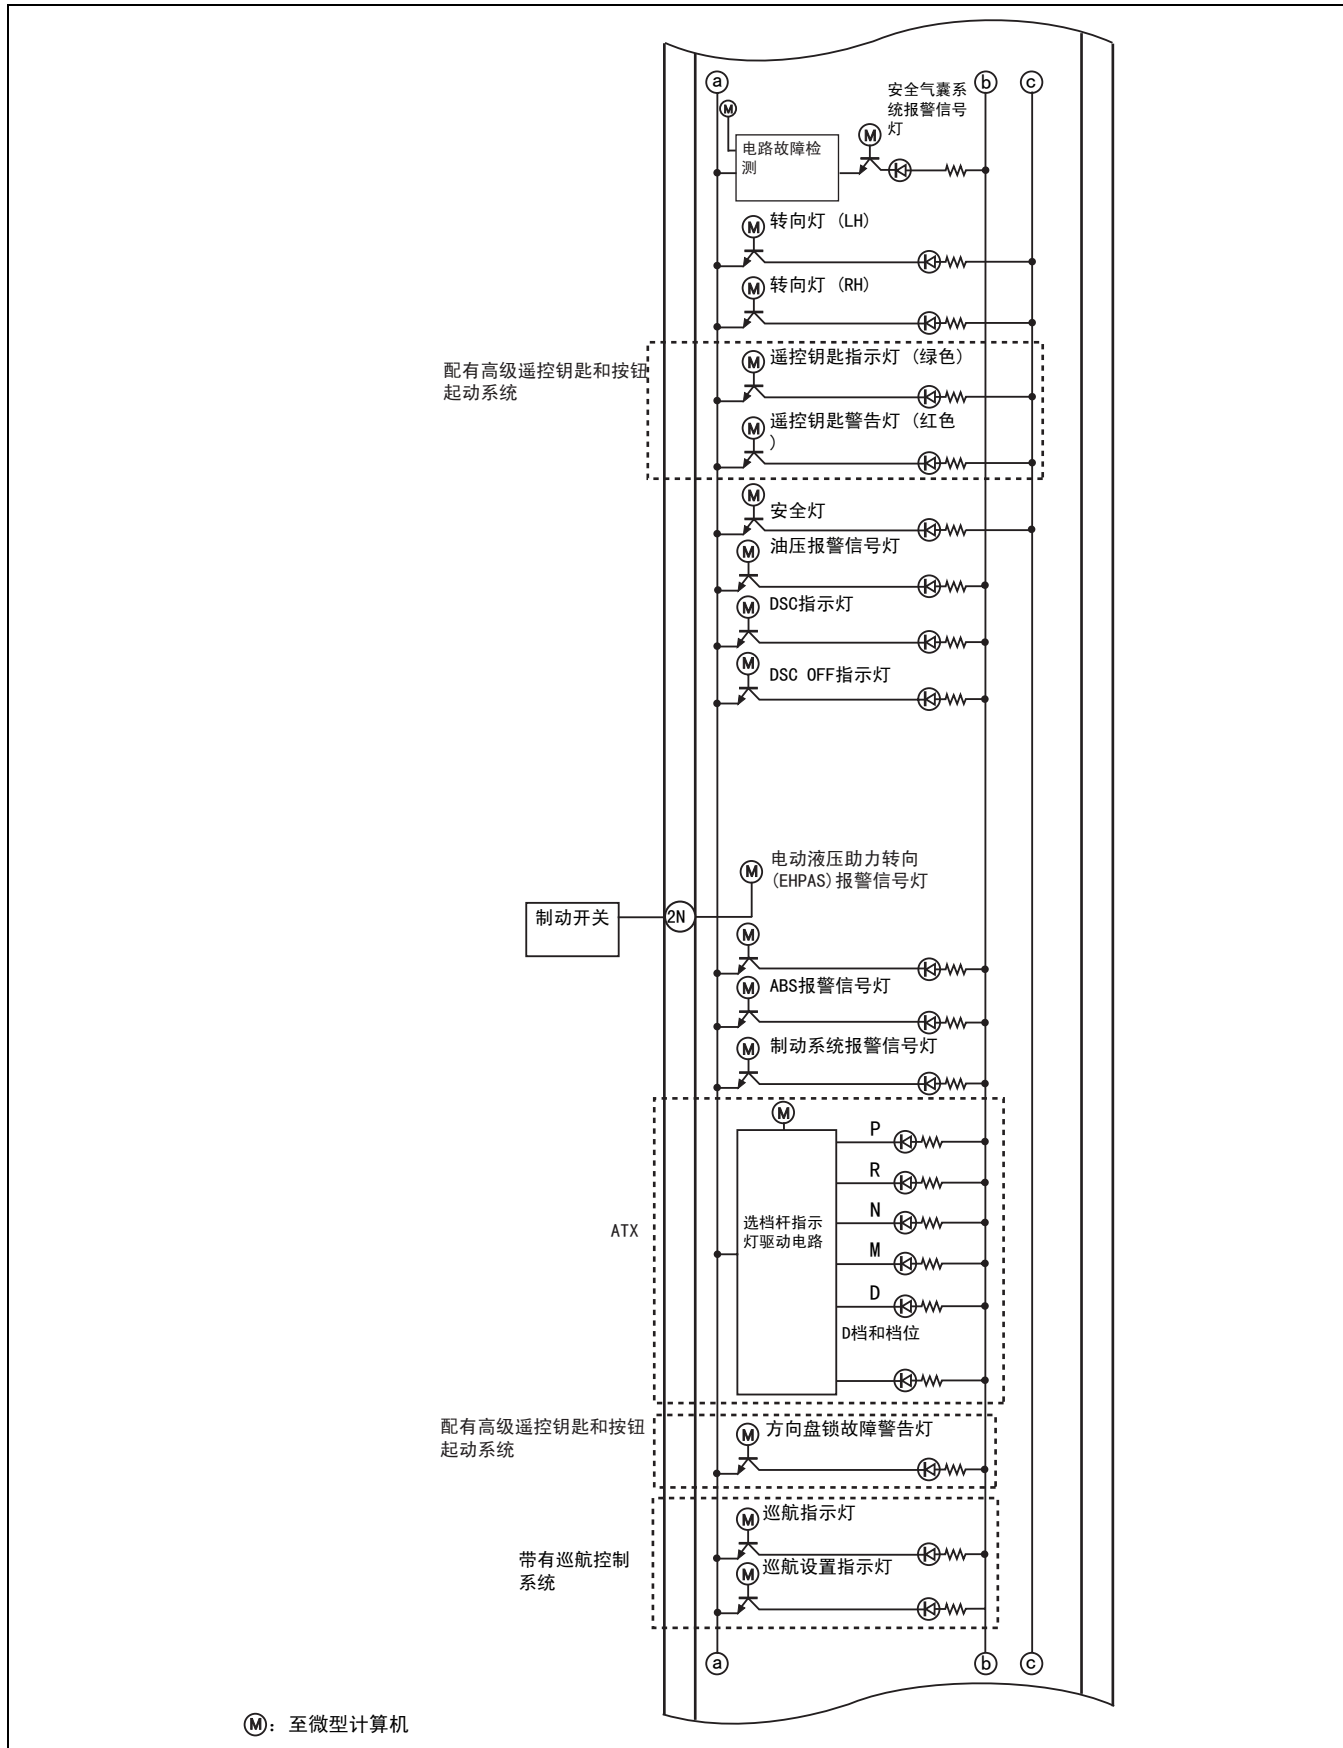 ⓐ
ⓑ
ⓒ
安全气囊系
统报警信号
灯
Ⓜ
Ⓜ
电路故障检
测
Ⓜ 转向灯 (LH)
Ⓜ 转向灯 (RH)
配有高级遥控钥匙和按钮
起动系统
Ⓜ 遥控钥匙指示灯 (绿色)
Ⓜ 遥控钥匙警告灯 (红色
)
Ⓜ 安全灯
Ⓜ 油压报警信号灯
Ⓜ DSC指示灯
Ⓜ DSC OFF指示灯
Ⓜ 电动液压助力转向
(EHPAS)报警信号灯
制动开关
2N
Ⓜ
Ⓜ ABS报警信号灯
Ⓜ 制动系统报警信号灯
ATX
Ⓜ
选档杆指示
灯驱动电路
P
R
N
M
D
D档和档位
配有高级遥控钥匙和按钮
起动系统
Ⓜ 方向盘锁故障警告灯
带有巡航控制
系统
Ⓜ 巡航指示灯
Ⓜ 巡航设置指示灯
ⓐ
ⓑ
ⓒ
Ⓜ: 至微型计算机